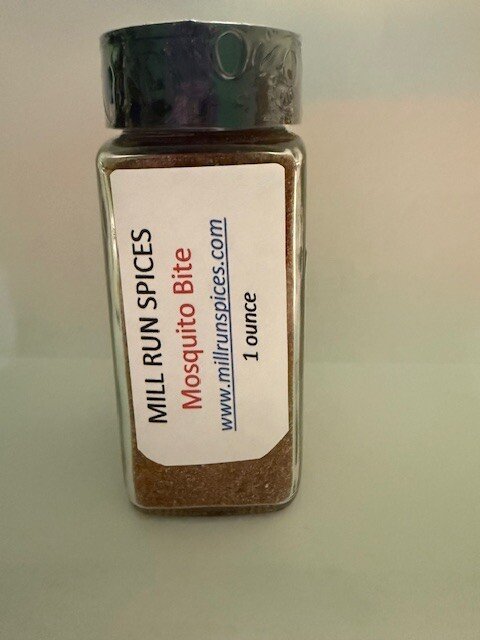 MILL RUN SPICES
Mosquito Bite
www.millrunspices.com
1 ounce